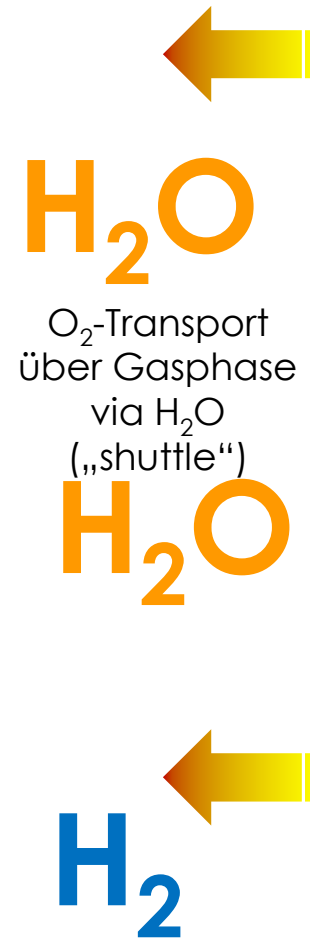 H₂O
O₂-Transport
über Gasphase
via H₂O
(„shuttle“)
H₂O
H₂